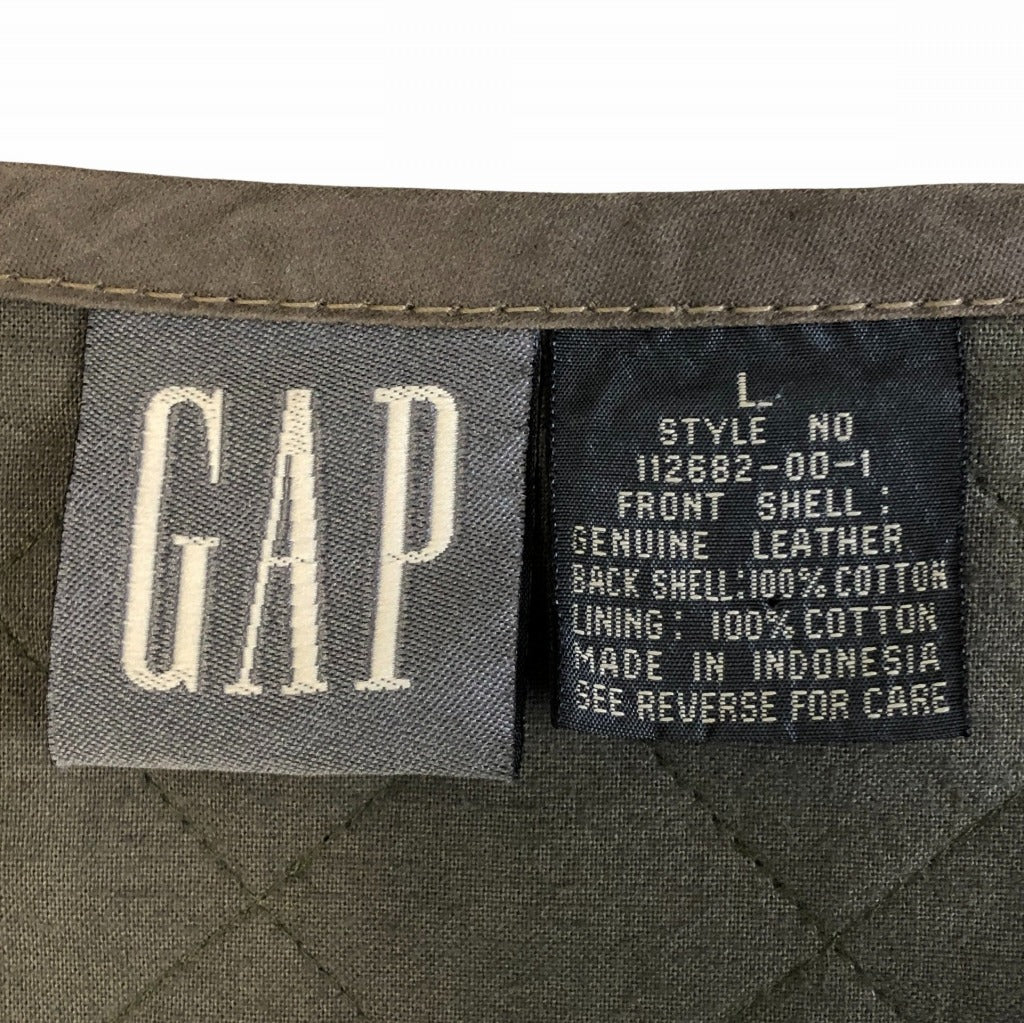 GAP
L
STYLE NO
112682-00-1
FRONT SHELL:
GENUINE LEATHER
BACK SHELL:100% COTTON
LINING: 100% COTTON
MADE IN INDONESIA
SEE REVERSE FOR CARE